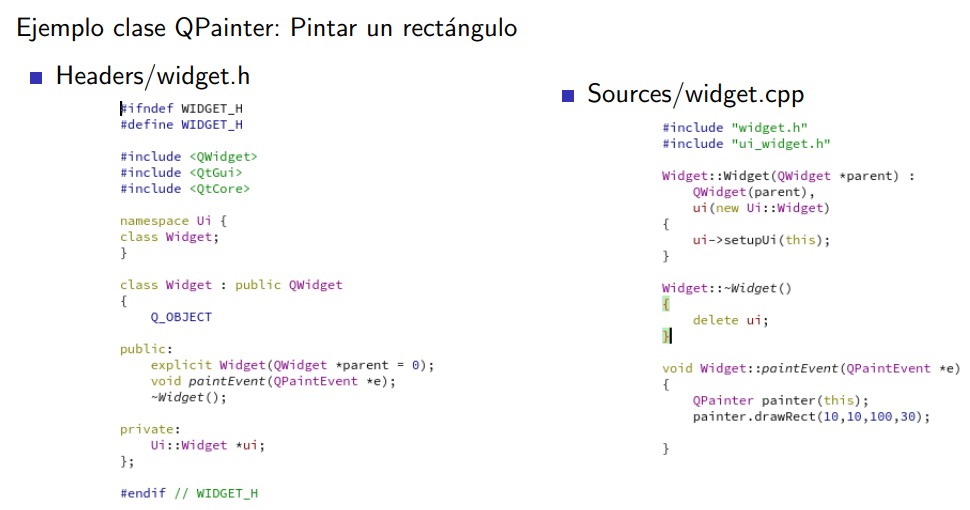 Ejemplo clase QPainter: Pintar un rectángulo
Headers/widget.h
#ifndef WIDGET_H
#define WIDGET_H
#include <QWidget>
#include <QtGui>
#include <QtCore>
namespace Ui {
class Widget;
}
class Widget : public QWidget
{
Q_OBJECT
public:
explicit Widget(QWidget *parent = 0);
void paintEvent(QPaintEvent *e);
~Widget();
private:
Ui::Widget *ui;
};
#endif // WIDGET_H
Sources/widget.cpp
#include "widget.h"
#include "ui_widget.h"
Widget::Widget(QWidget *parent) :
QWidget(parent),
ui(new Ui::Widget)
{
ui->setupUi(this);
}
Widget::~Widget()
{
delete ui;
}
void Widget::paintEvent(QPaintEvent *e)
{
QPainter painter(this);
painter.drawRect(10,10,100,30);
}